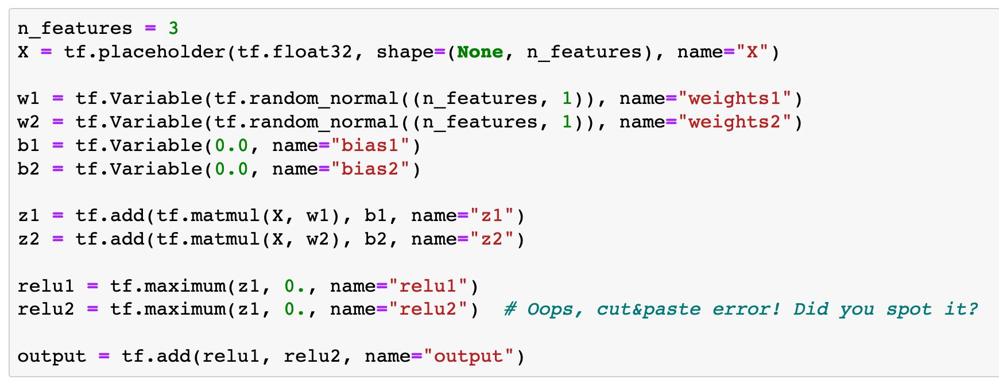 n_features = 3
X = tf.placeholder(tf.float32, shape=(None, n_features), name="X")
w1 = tf.Variable(tf.random_normal((n_features, 1)), name="weights1")
w2 = tf.Variable(tf.random_normal((n_features, 1)), name="weights2")
b1 = tf.Variable(0.0, name="bias1")
b2 = tf.Variable(0.0, name="bias2")
z1 = tf.add(tf.matmul(X, w1), b1, name="z1")
z2 = tf.add(tf.matmul(X, w2), b2, name="z2")
relu1 = tf.maximum(z1, 0., name="relu1")
relu2 = tf.maximum(z1, 0., name="relu2")  # Oops, cut&paste error! Did you spot it?
output = tf.add(relu1, relu2, name="output")